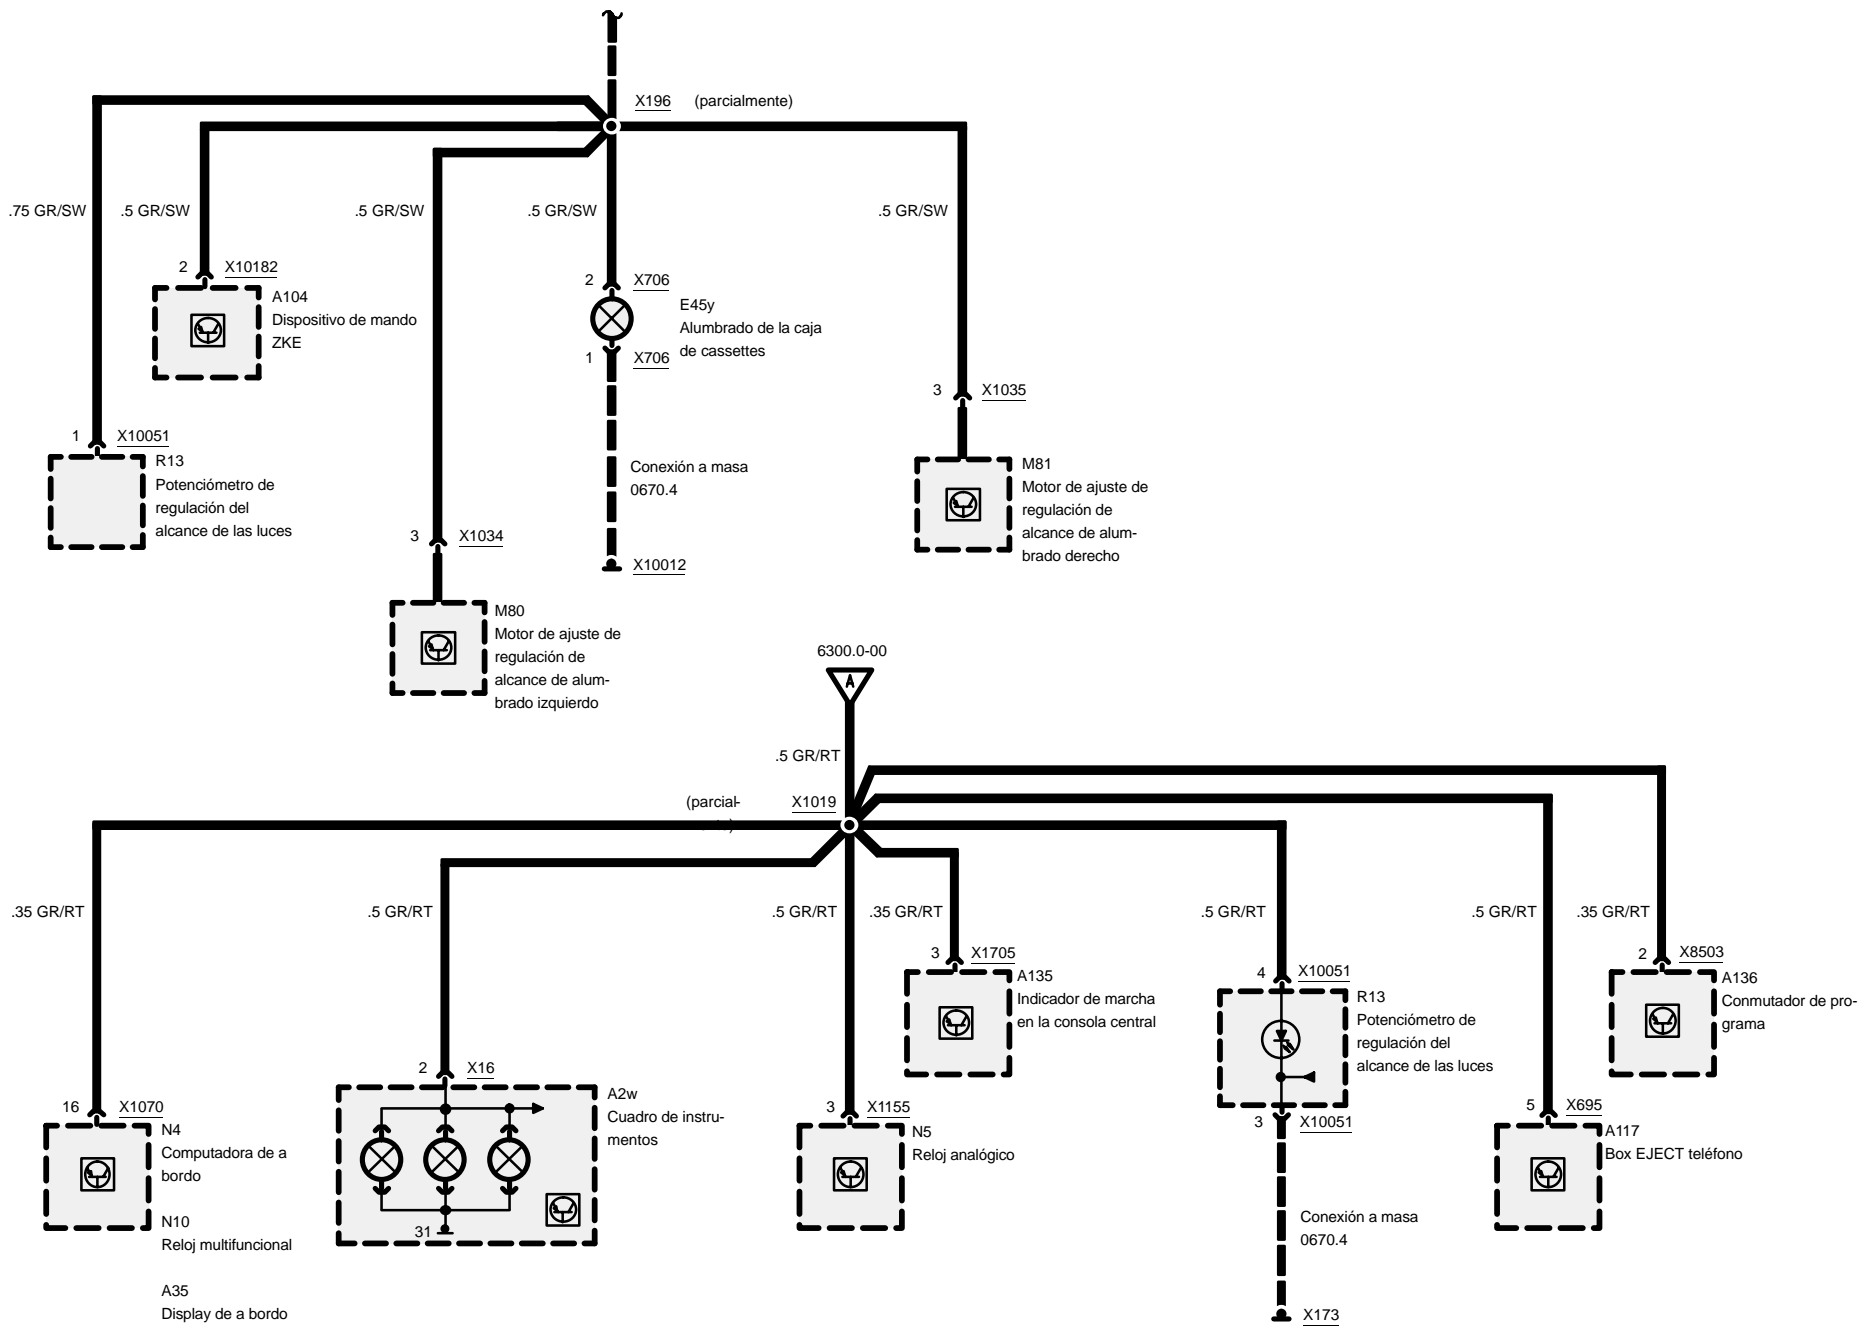 X196 (parcialmente)
.75 GR/SW .5 GR/SW .5 GR/SW .5 GR/SW .5 GR/SW
2 X10182
A104
Dispositivo de mando
ZKE
2 X706
E45y
Alumbrado de la caja
de cassettes
1 X706
3 X1035
1 X10051
R13
Potenciómetro de
regulación del
alcance de las luces
Conexión a masa
0670.4
M81
Motor de ajuste de
regulación de
alcance de alum-
brado derecho
3 X1034
X10012
M80
Motor de ajuste de
regulación de
alcance de alum-
brado izquierdo
6300.0-00
A
.5 GR/RT
(parcial- X1019
.35 GR/RT .5 GR/RT .5 GR/RT .35 GR/RT .5 GR/RT .5 GR/RT .35 GR/RT
3 X1705
A135
Indicador de marcha
en la consola central
4 X10051
R13
Potenciómetro de
regulación del
alcance de las luces
3 X10051
2 X8503
A136
Conmutador de pro-
grama
2 X16
A2w
Cuadro de instru-
mentos
31
16 X1070
N4
Computadora de a
bordo
N10
Reloj multifuncional
A35
Display de a bordo
3 X1155
N5
Reloj analógico
5 X695
A117
Box EJECT teléfono
Conexión a masa
0670.4
X173